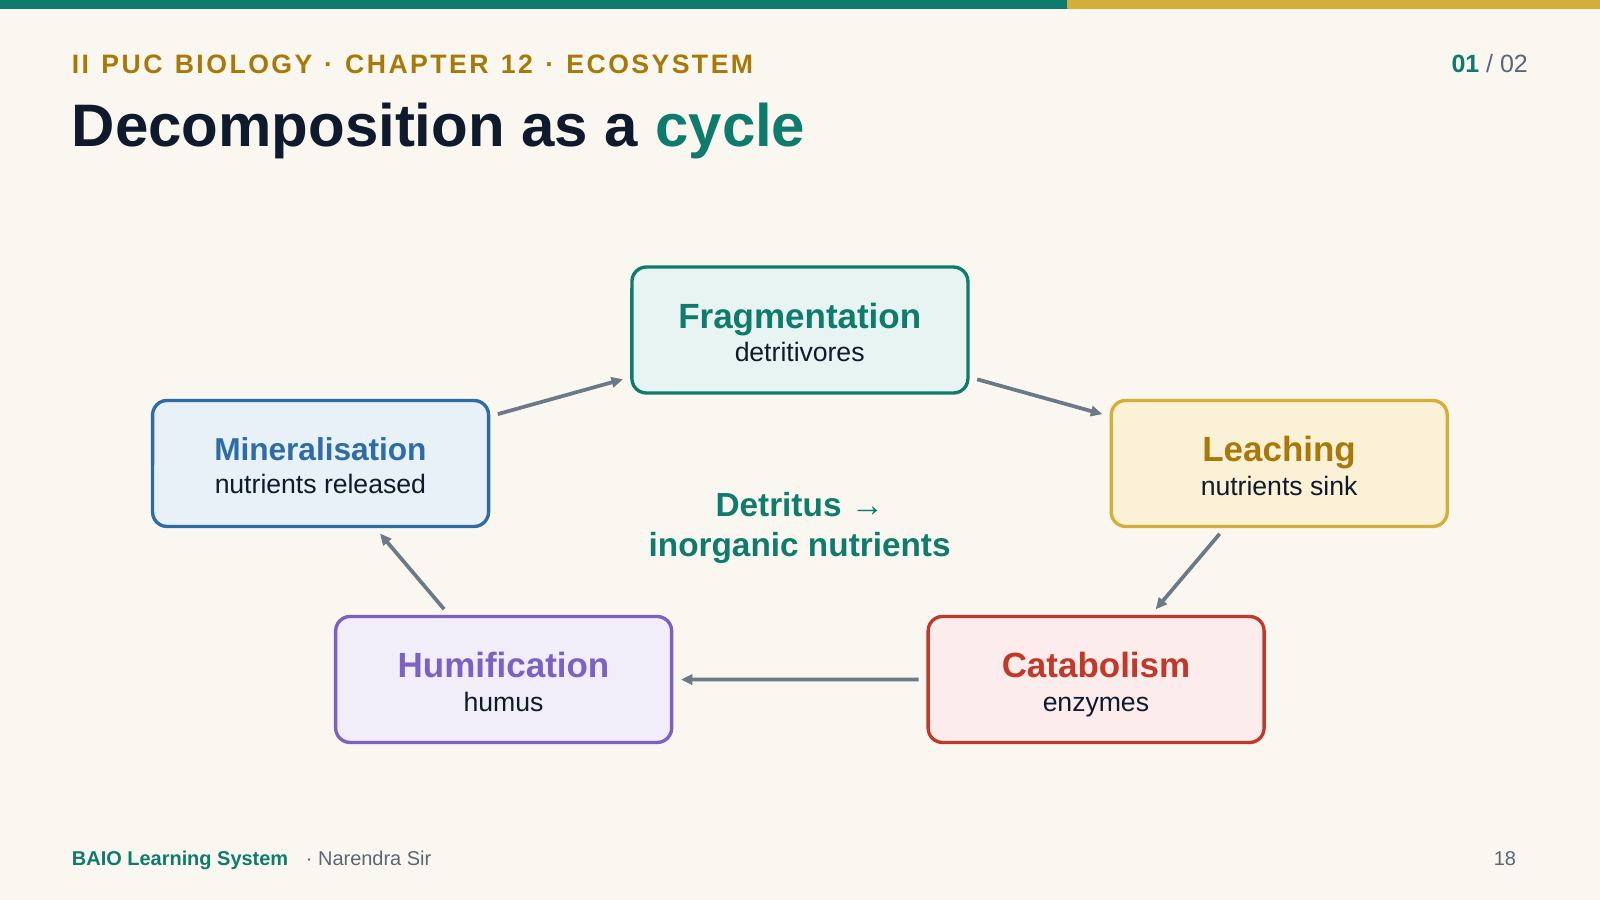 II PUC BIOLOGY · CHAPTER 12 · ECOSYSTEM
01 / 02
Decomposition as a cycle
Fragmentation
detritivores
Mineralisation
nutrients released
Leaching
nutrients sink
Detritus →
inorganic nutrients
Humification
humus
Catabolism
enzymes
BAIO Learning System · Narendra Sir
18